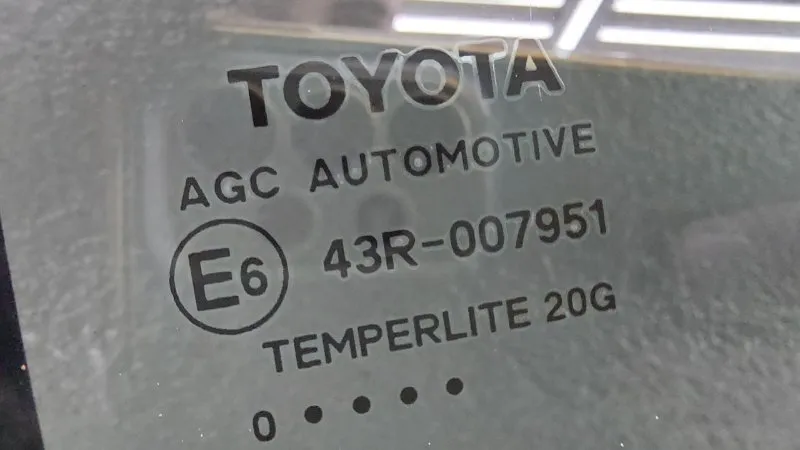 TOYOTA
AGC AUTOMOTIVE
E6 43R-007951
TEMPERLITE 20G
0 • • • •